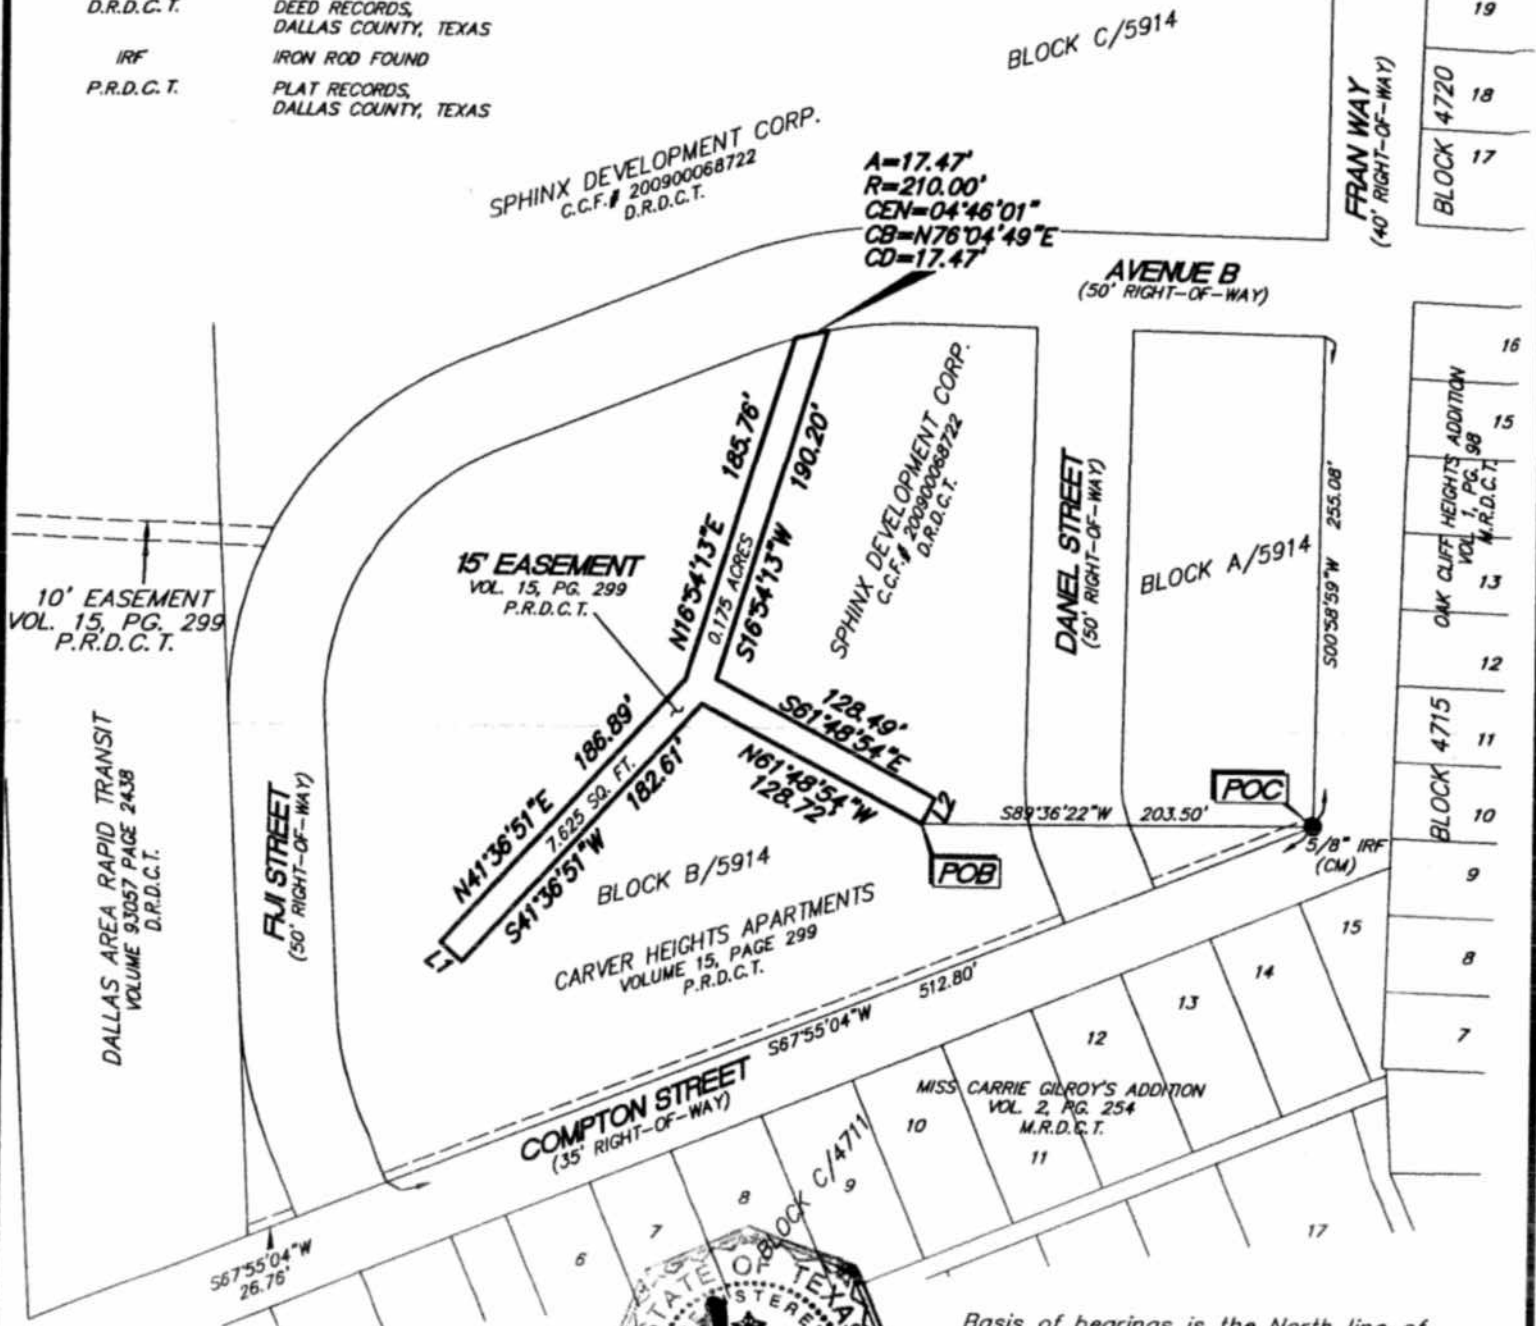 D.R.D.C.T. DEED RECORDS,
DALLAS COUNTY, TEXAS
IRF IRON ROD FOUND
P.R.D.C.T. PLAT RECORDS,
DALLAS COUNTY, TEXAS
BLOCK C/5914
SPHINX DEVELOPMENT CORP.
C.C.F.# 200900068722
D.R.D.C.T.
A=17.47'
R=210.00'
CEN=04°46'01"
CB=N76°04'49"E
CD=17.47'
FRAN WAY
(40' RIGHT-OF-WAY)
BLOCK 4720
19
18
17
AVENUE B
(50' RIGHT-OF-WAY)
16
15
13
12
11
10
9
8
7
OAK CLIFF HEIGHTS ADDITION
VOL. 1, PG. 98
M.R.D.C.T.
BLOCK 4715
185.76'
N16°54'13"E
190.20'
S16°54'13"W
0.175 ACRES
SPHINX DEVELOPMENT CORP.
C.C.F.# 200900068722
D.R.D.C.T.
DANEL STREET
(50' RIGHT-OF-WAY)
BLOCK A/5914
S00°58'59"W 255.08'
15' EASEMENT
VOL. 15, PG. 299
P.R.D.C.T.
10' EASEMENT
VOL. 15, PG. 299
P.R.D.C.T.
DALLAS AREA RAPID TRANSIT
VOLUME 93057 PAGE 2438
D.R.D.C.T.
FIJI STREET
(50' RIGHT-OF-WAY)
N41°36'51"E 186.89'
7,625 SQ. FT.
S41°36'51"W 182.61'
L1
128.49'
S61°48'54"E
N61°48'54"W
128.72'
L2
S89°36'22"W 203.50'
POC
5/8" IRF
(CM)
POB
BLOCK B/5914
CARVER HEIGHTS APARTMENTS
VOLUME 15, PAGE 299
P.R.D.C.T.
S67°55'04"W 512.80'
COMPTON STREET
(35' RIGHT-OF-WAY)
S67°55'04"W
26.76'
MISS CARRIE GILROY'S ADDITION
VOL. 2, PG. 254
M.R.D.C.T.
BLOCK C/4711
15
14
13
12
11
10
9
8
7
6
17
STATE OF TEXAS
Basis of bearings is the North line of